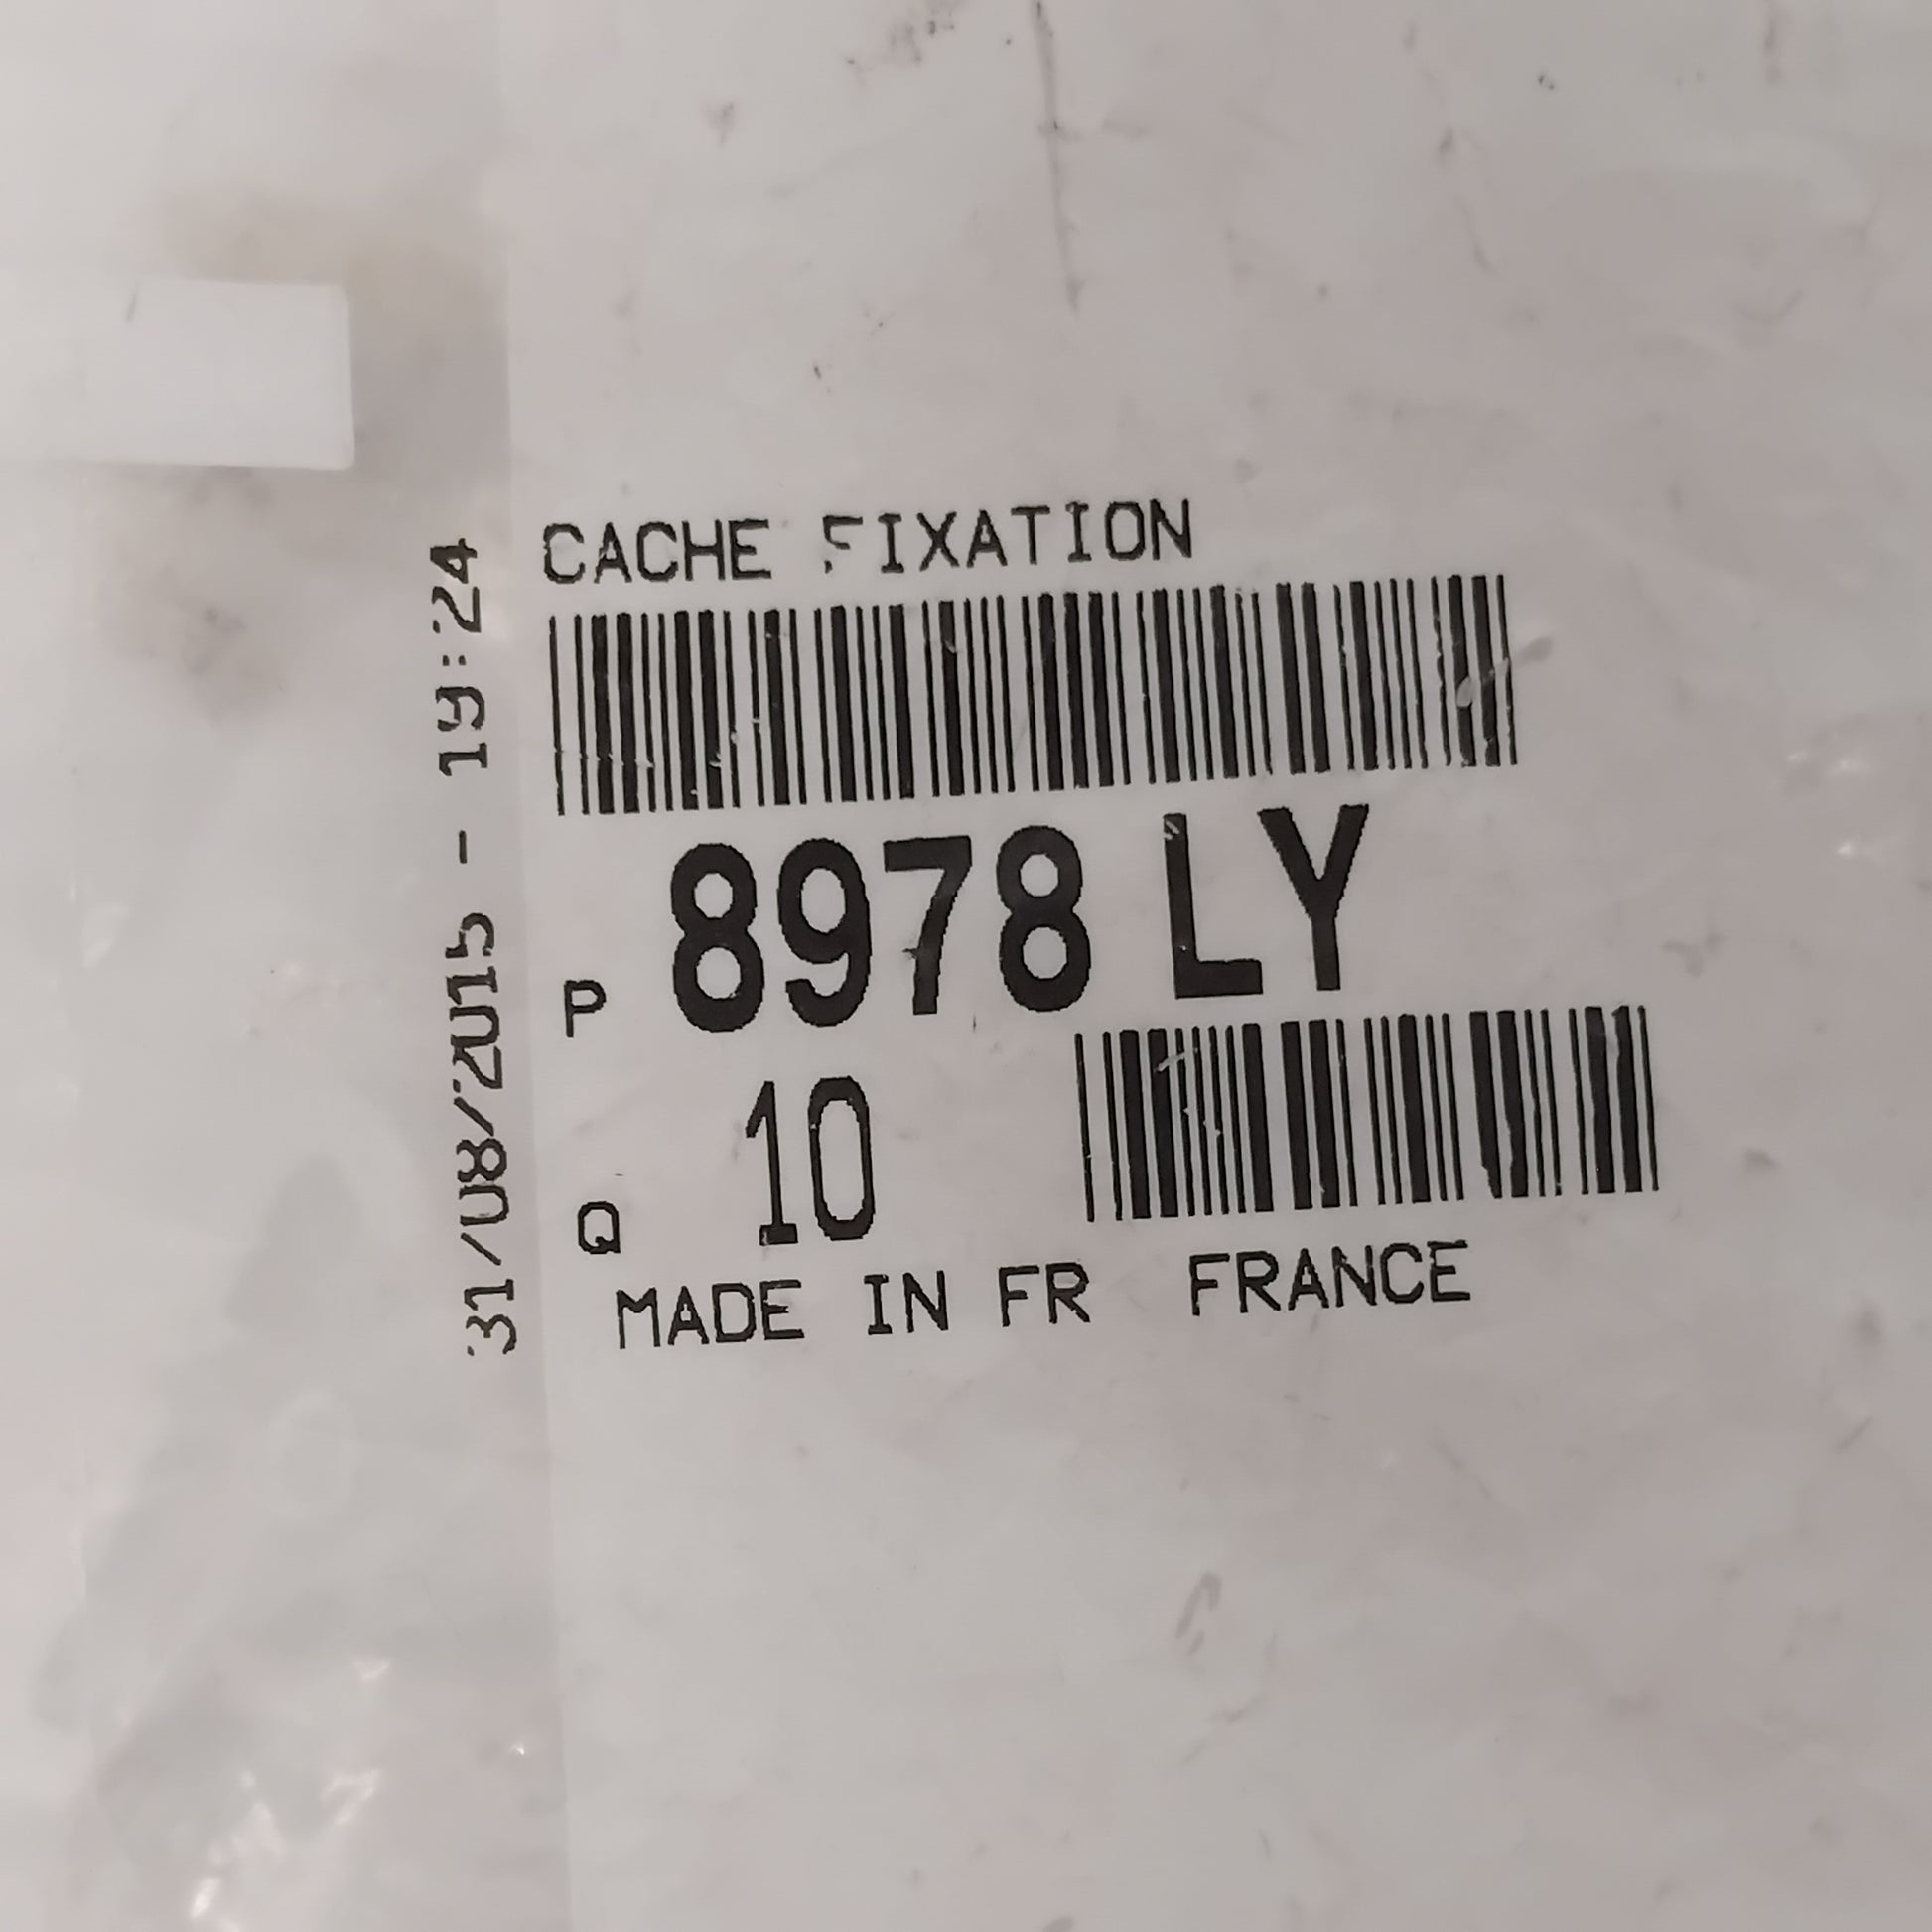 CACHE FIXATION
P 8978 LY
Q 10
MADE IN FR FRANCE
31/08/2015 - 19:24